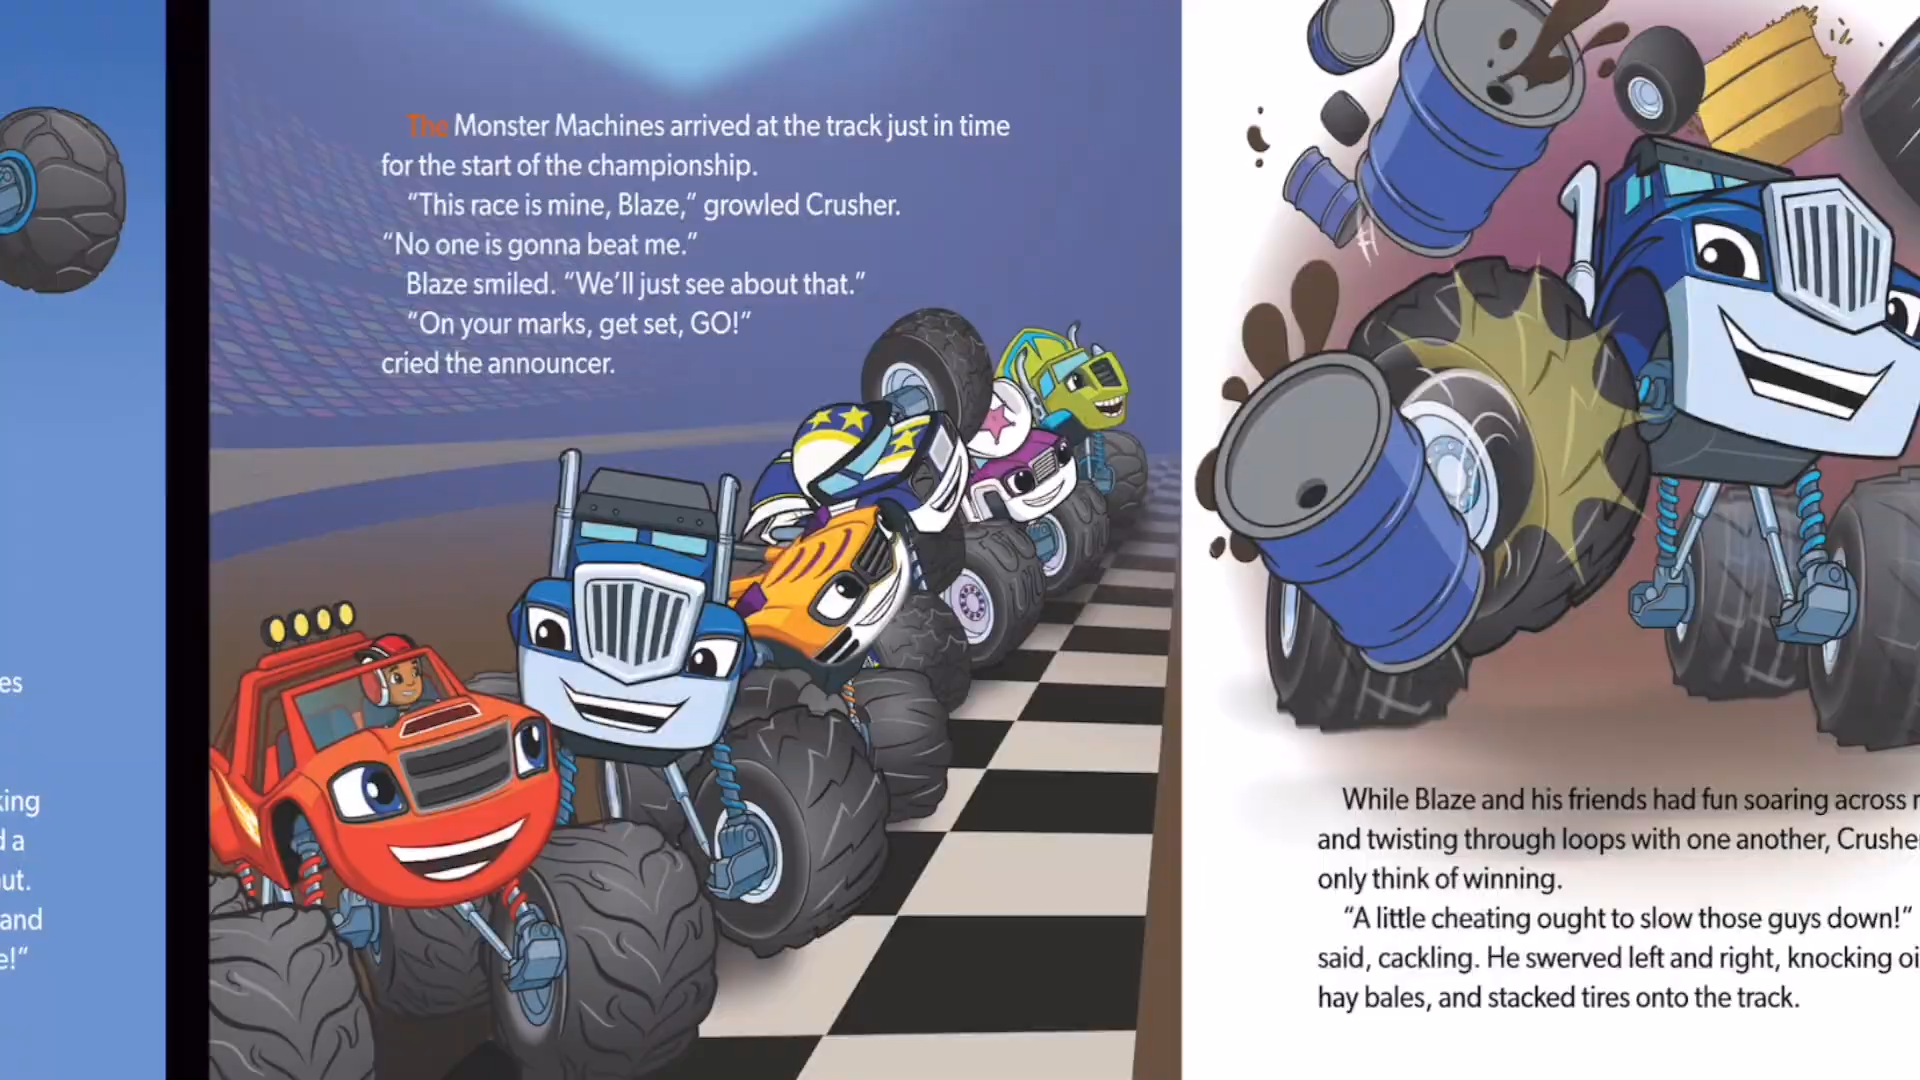 es
king
d a
ut.
and
e!”
The Monster Machines arrived at the track just in time
for the start of the championship.
“This race is mine, Blaze,” growled Crusher.
“No one is gonna beat me.”
Blaze smiled. “We’ll just see about that.”
“On your marks, get set, GO!”
cried the announcer.
While Blaze and his friends had fun soaring across
and twisting through loops with one another, Crushe
only think of winning.
“A little cheating ought to slow those guys down!”
said, cackling. He swerved left and right, knocking oi
hay bales, and stacked tires onto the track.